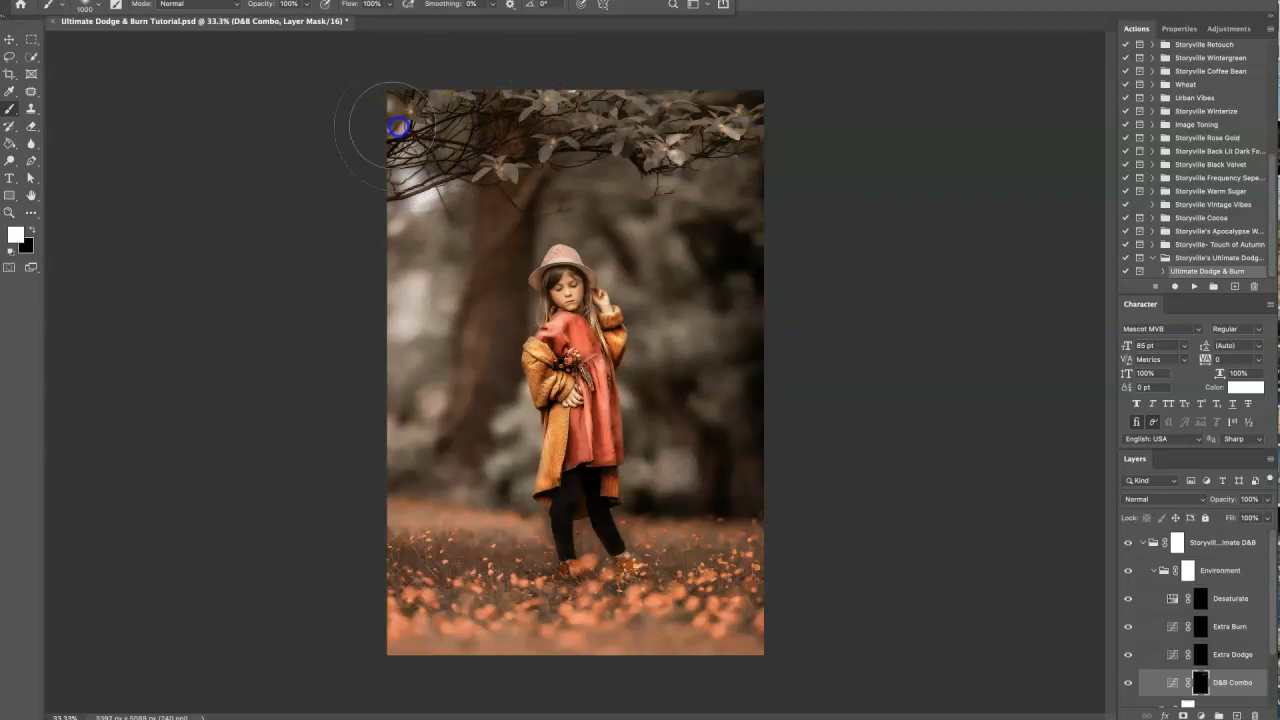 1000 Mode: Normal Opacity: 100% Flow: 100% Smoothing: 0% 0°
Ultimate Dodge & Burn Tutorial.psd @ 33.3% (D&B Combo, Layer Mask/16) *
Actions Properties Adjustments
Storyville Retouch
Storyville Wintergreen
Storyville Coffee Bean
Wheat
Urban Vibes
Storyville Winterize
Image Toning
Storyville Rose Gold
Storyville Back Lit Dark Fo...
Storyville Black Velvet
Storyville Frequency Sepe...
Storyville Warm Sugar
Storyville Vintage Vibes
Storyville Cocoa
Storyville's Apocalypse W...
Storyville- Touch of Autumn
Storyville's Ultimate Dodg...
Ultimate Dodge & Burn
Character
Mascot MVB Regular
85 pt (Auto)
Metrics 0
100% 100%
0 pt Color:
English: USA Sharp
Layers
Kind
Normal Opacity: 100%
Lock: Fill: 100%
Storyvill...imate D&B
Environment
Desaturate
Extra Burn
Extra Dodge
D&B Combo
33.33% 3392 px x 5088 px (240 ppi)